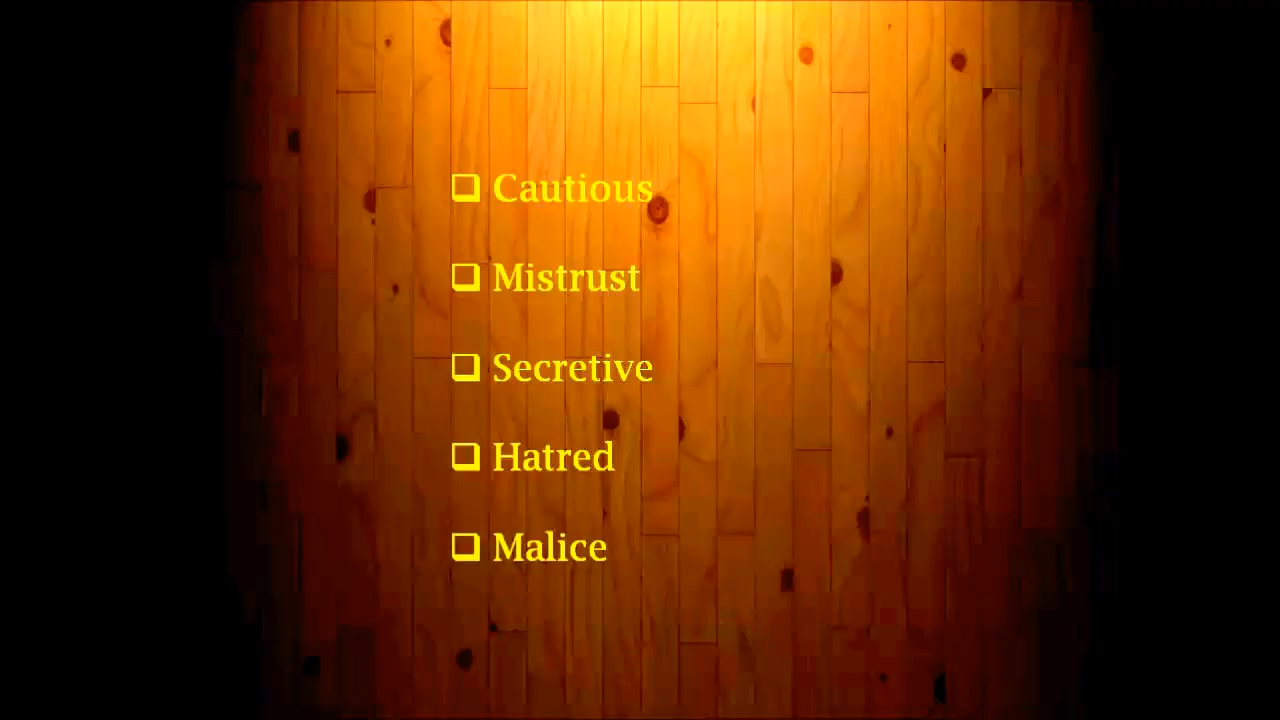 ❑ Cautious
❑ Mistrust
❑ Secretive
❑ Hatred
❑ Malice